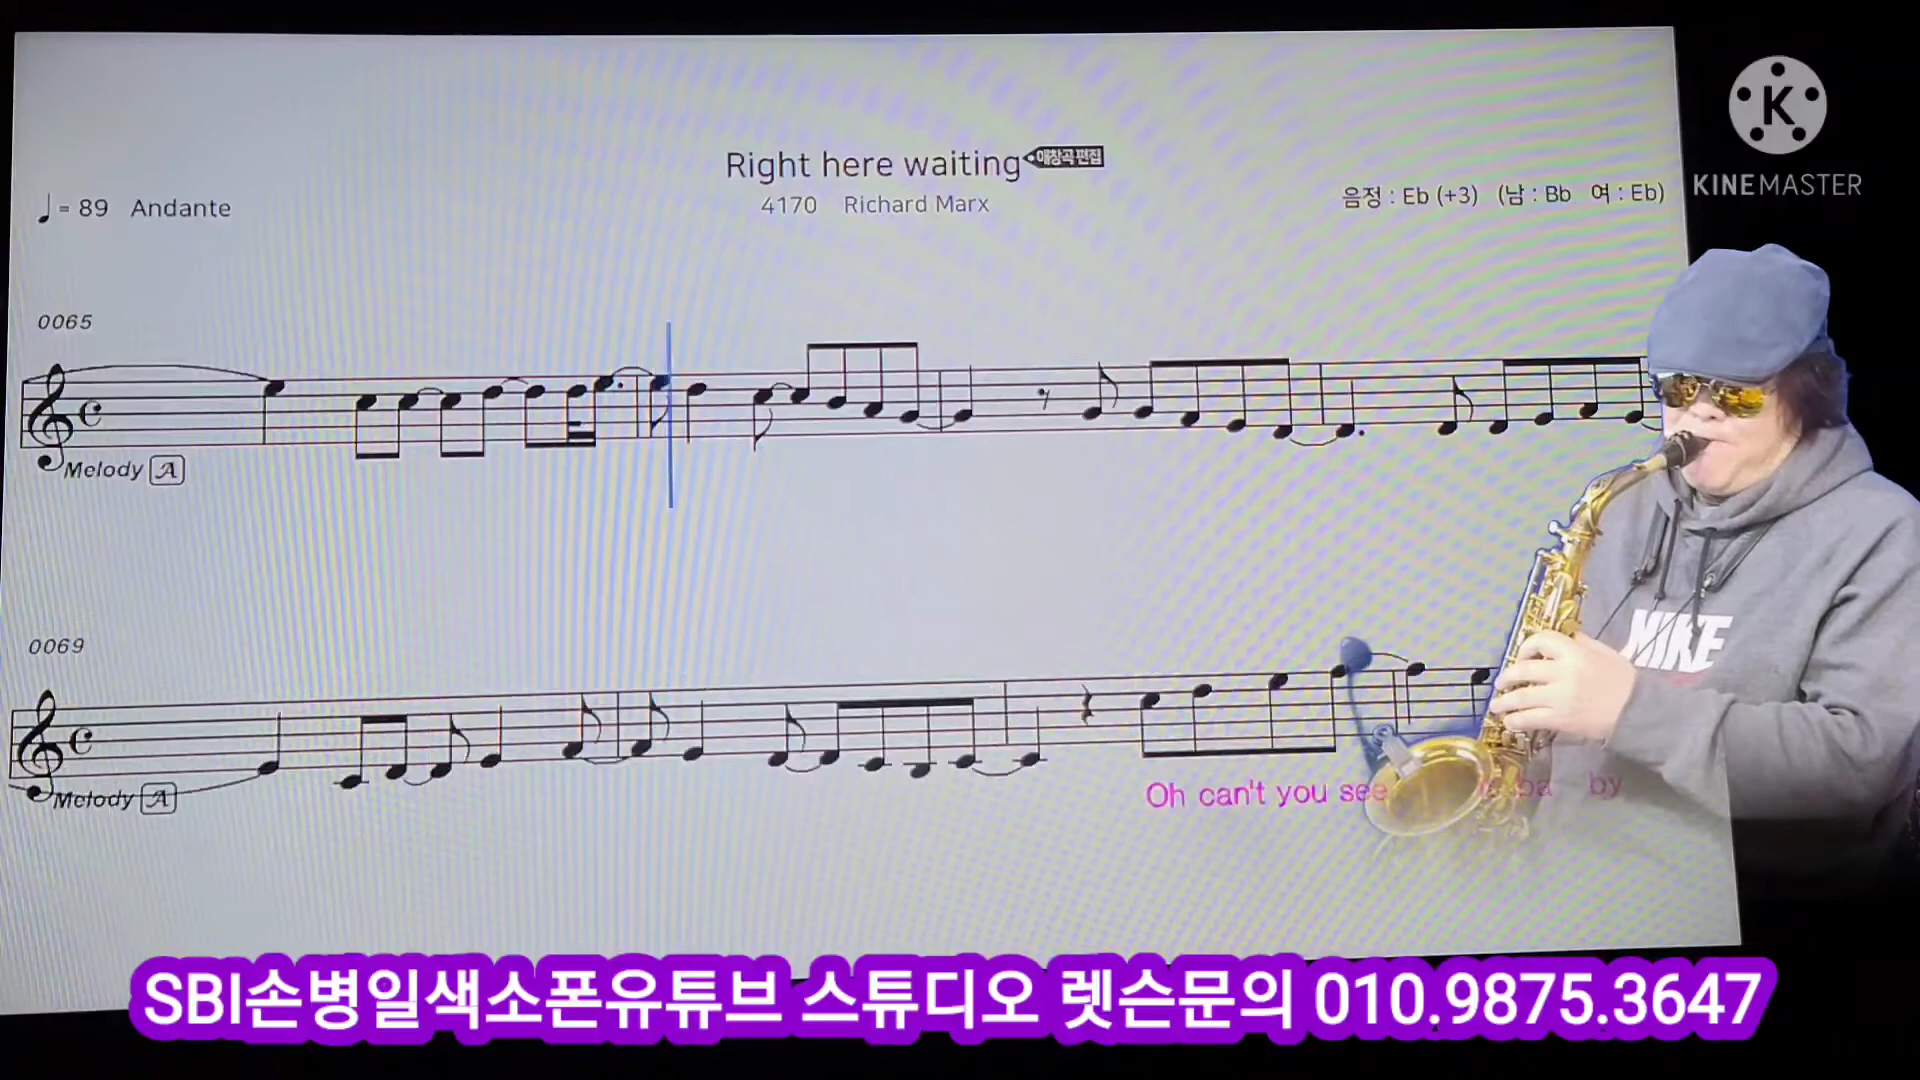 KINEMASTER
Right here waiting 애창곡 편집
4170 Richard Marx
♩ = 89 Andante
음정 : Eb (+3) (남 : Bb 여 : Eb)
0065
Melody A
0069
Melody A
Oh can't you see ba by
NIKE
SBI손병일색소폰유튜브 스튜디오 렛슨문의 010.9875.3647